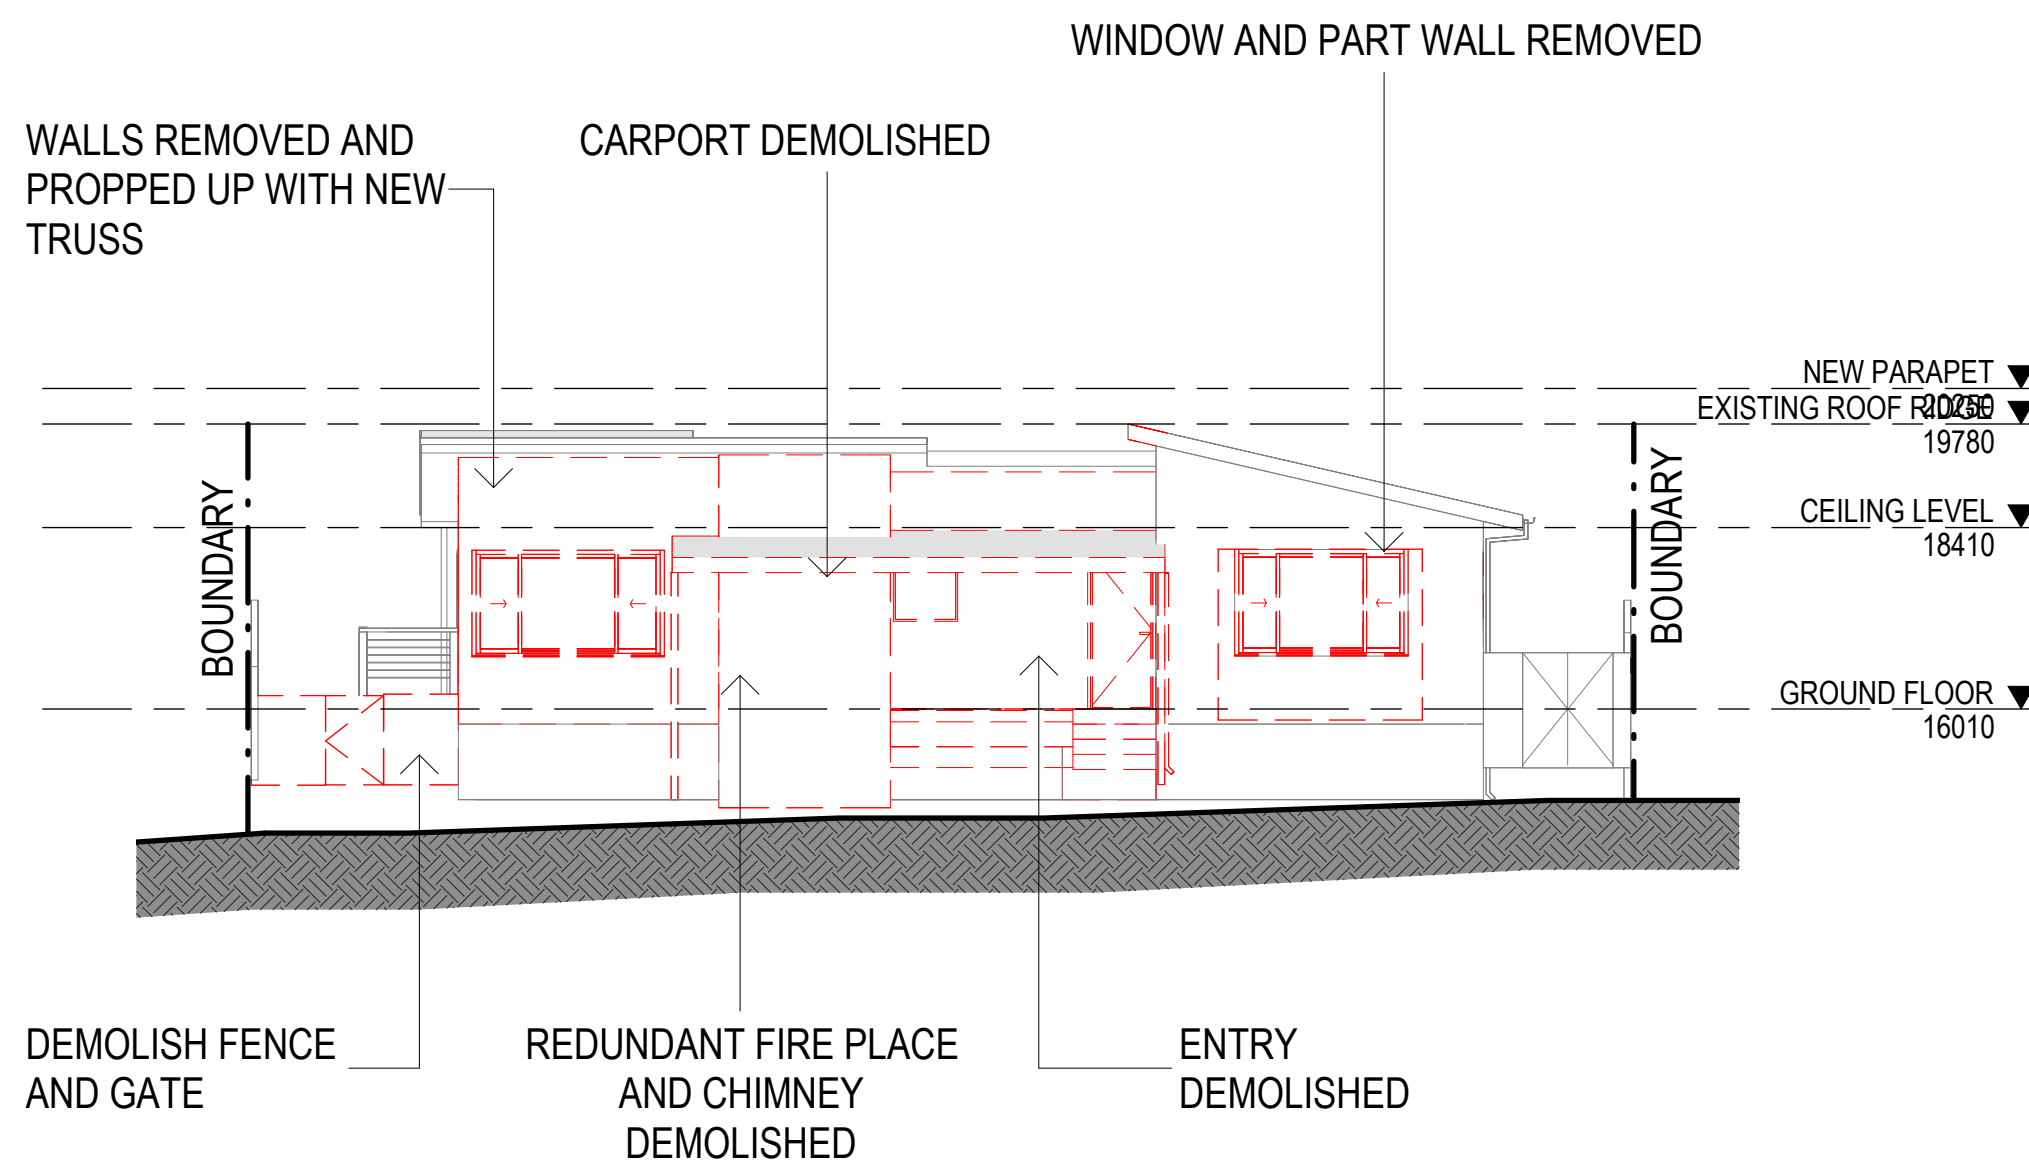 WINDOW AND PART WALL REMOVED
WALLS REMOVED AND
PROPPED UP WITH NEW
TRUSS
CARPORT DEMOLISHED
NEW PARAPET
20250
EXISTING ROOF RIDGE
19780
BOUNDARY
BOUNDARY
CEILING LEVEL
18410
GROUND FLOOR
16010
DEMOLISH FENCE
AND GATE
REDUNDANT FIRE PLACE
AND CHIMNEY
DEMOLISHED
ENTRY
DEMOLISHED